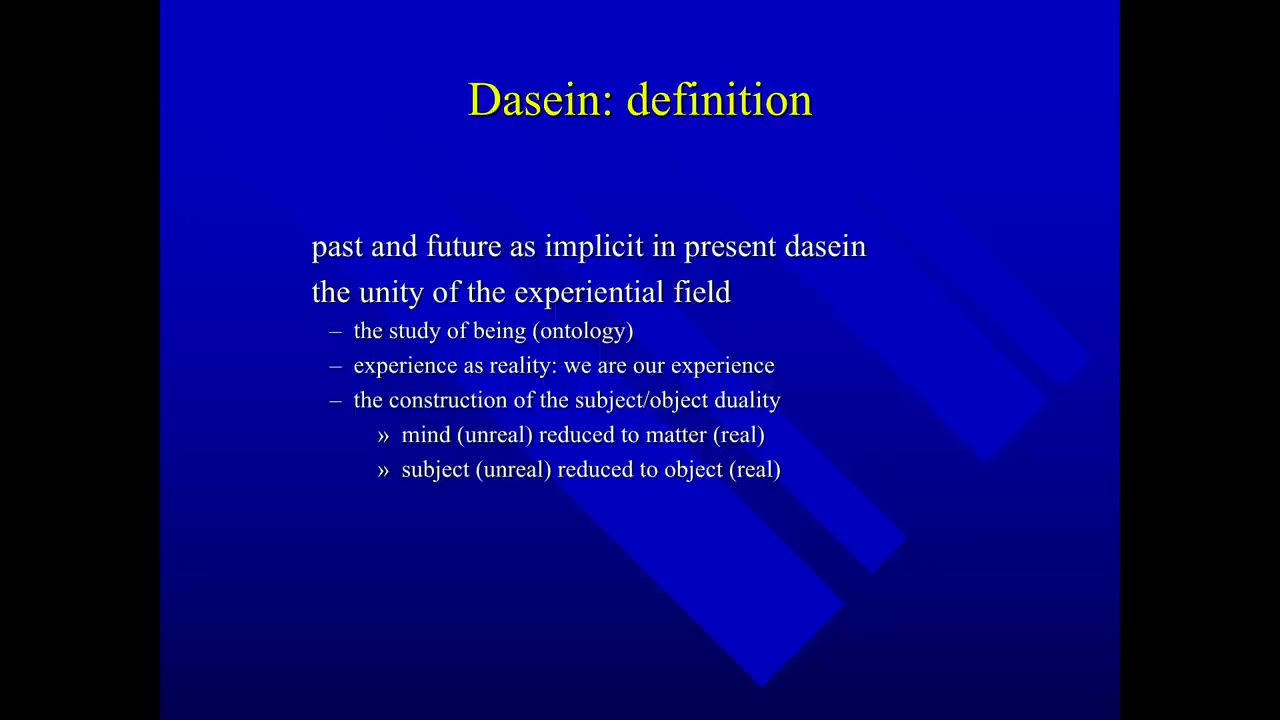 Dasein: definition
past and future as implicit in present dasein
the unity of the experiential field
– the study of being (ontology)
– experience as reality: we are our experience
– the construction of the subject/object duality
» mind (unreal) reduced to matter (real)
» subject (unreal) reduced to object (real)